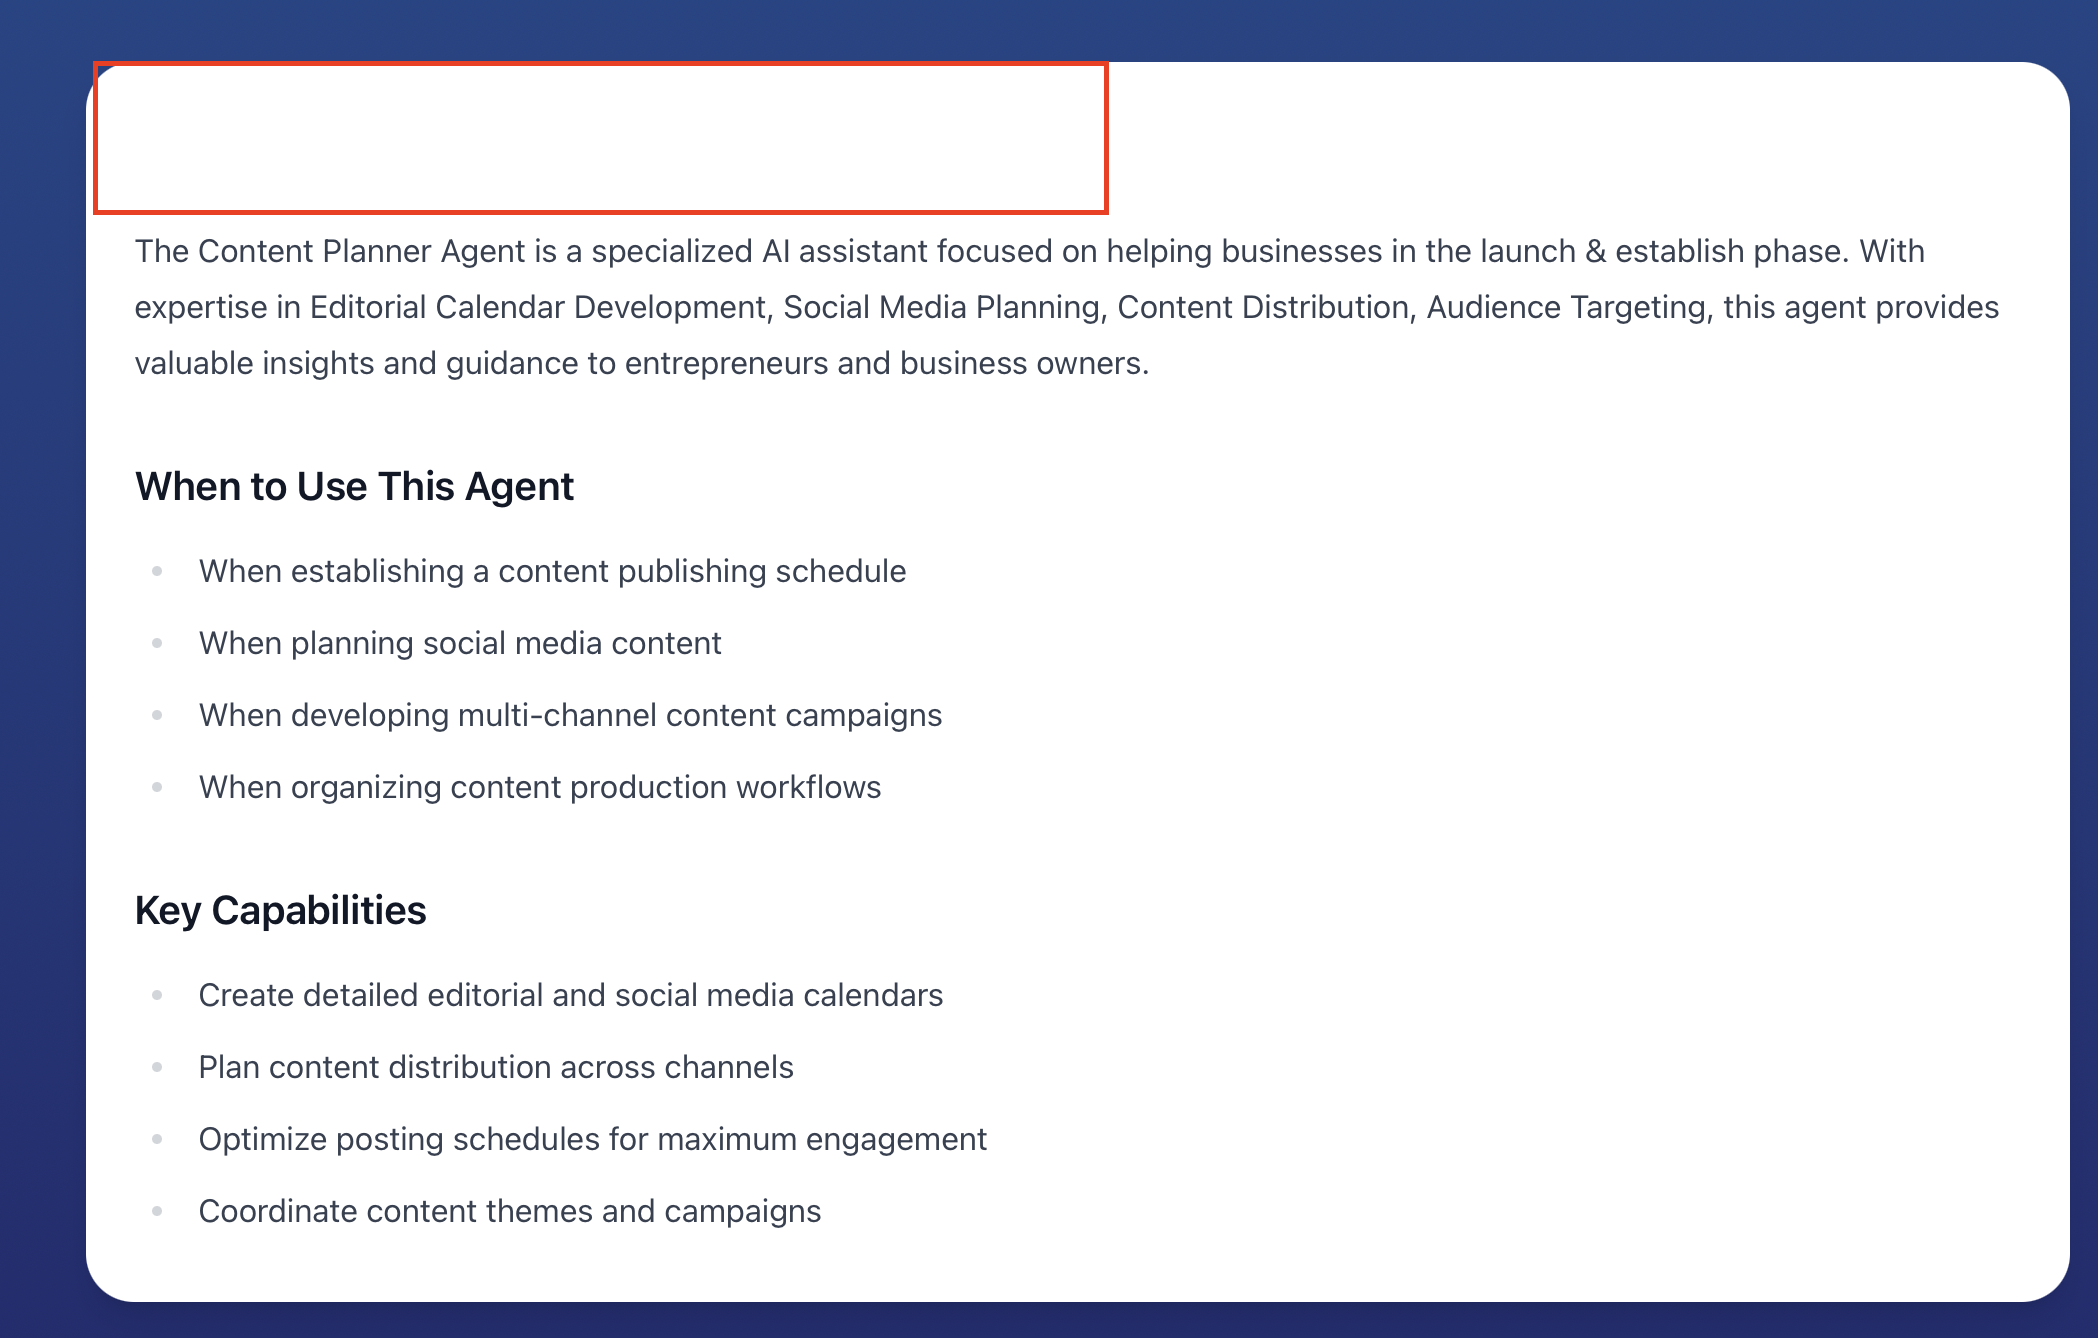 The Content Planner Agent is a specialized AI assistant focused on helping businesses in the launch & establish phase. With
expertise in Editorial Calendar Development, Social Media Planning, Content Distribution, Audience Targeting, this agent provides
valuable insights and guidance to entrepreneurs and business owners.
When to Use This Agent
When establishing a content publishing schedule
When planning social media content
When developing multi-channel content campaigns
When organizing content production workflows
Key Capabilities
Create detailed editorial and social media calendars
Plan content distribution across channels
Optimize posting schedules for maximum engagement
Coordinate content themes and campaigns